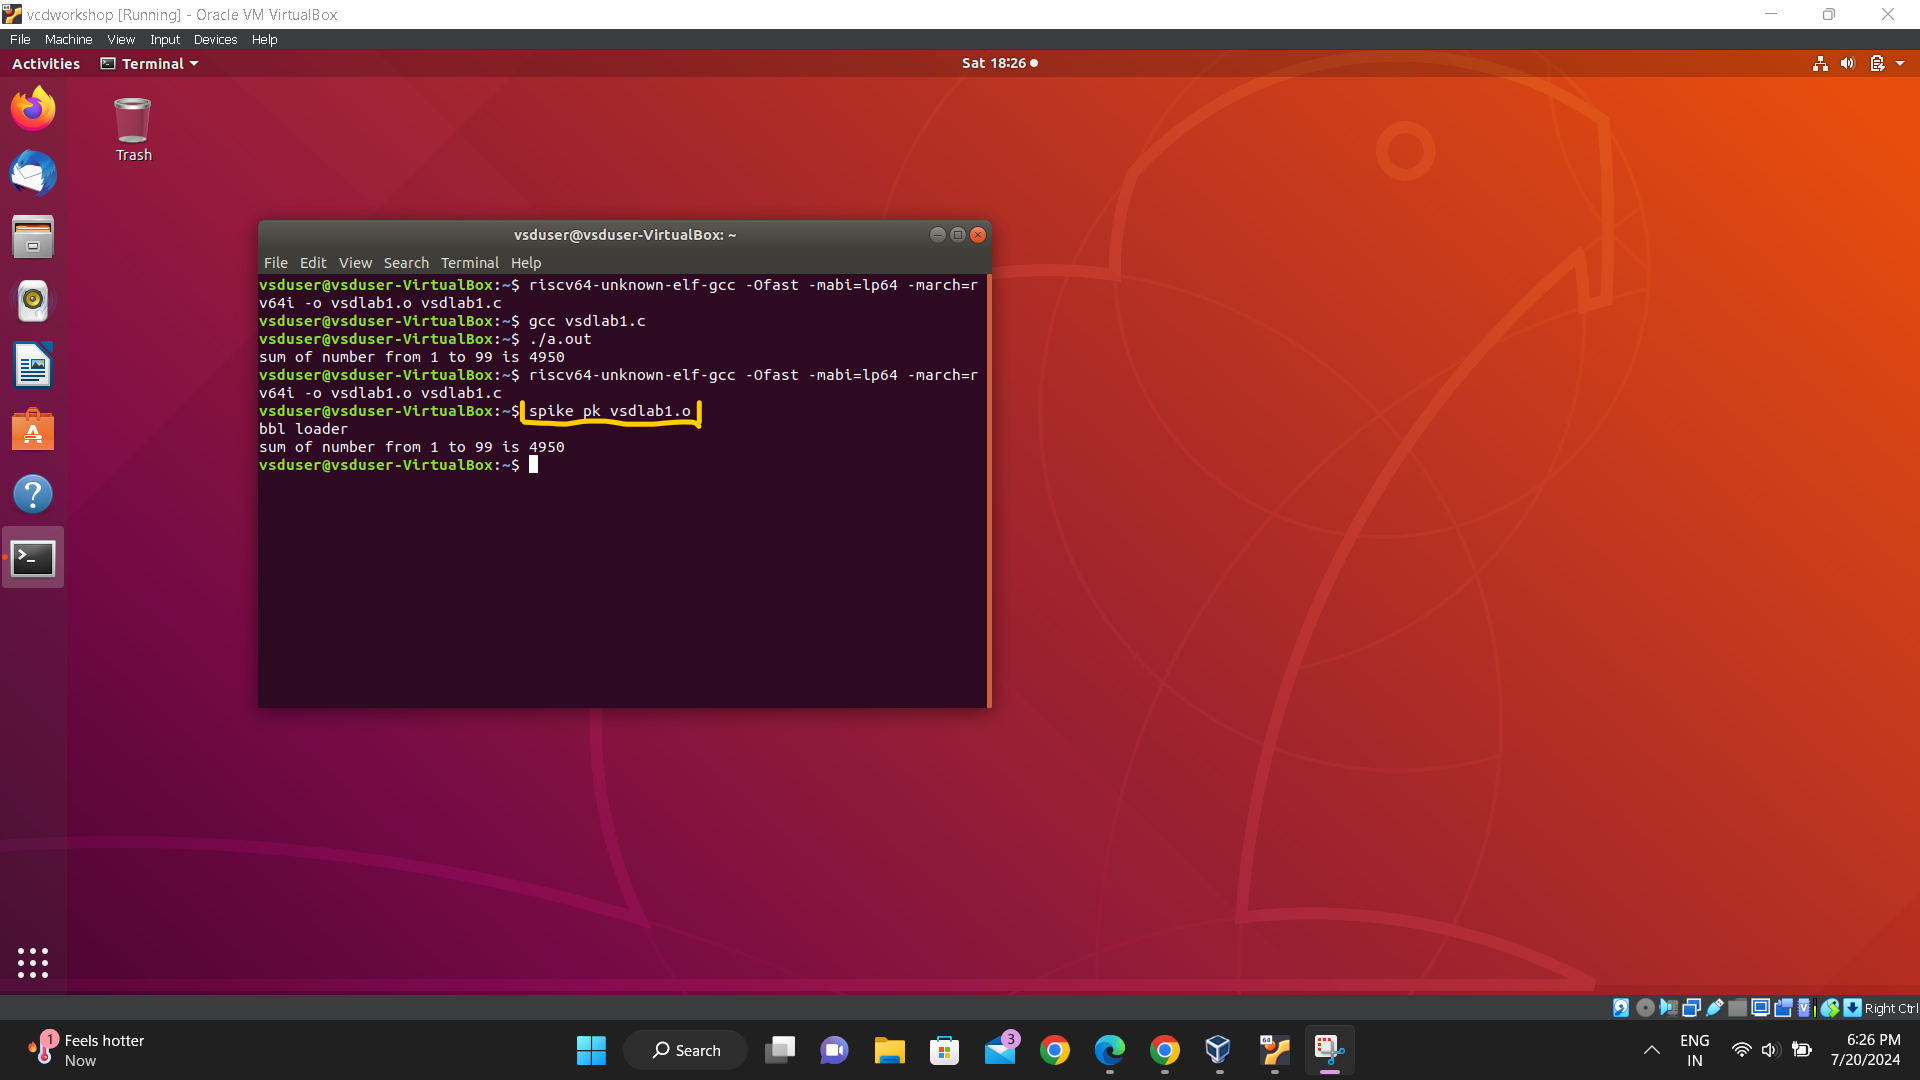 vcdworkshop [Running] - Oracle VM VirtualBox
File Machine View Input Devices Help
Activities Terminal Sat 18:26
Trash
vsduser@vsduser-VirtualBox: ~
File Edit View Search Terminal Help
vsduser@vsduser-VirtualBox:~$ riscv64-unknown-elf-gcc -Ofast -mabi=lp64 -march=r
v64i -o vsdlab1.o vsdlab1.c
vsduser@vsduser-VirtualBox:~$ gcc vsdlab1.c
vsduser@vsduser-VirtualBox:~$ ./a.out
sum of number from 1 to 99 is 4950
vsduser@vsduser-VirtualBox:~$ riscv64-unknown-elf-gcc -Ofast -mabi=lp64 -march=r
v64i -o vsdlab1.o vsdlab1.c
vsduser@vsduser-VirtualBox:~$ spike pk vsdlab1.o
bbl loader
sum of number from 1 to 99 is 4950
vsduser@vsduser-VirtualBox:~$
Right Ctrl
1 Feels hotter
Now
Search
3
64
ENG
IN
6:26 PM
7/20/2024